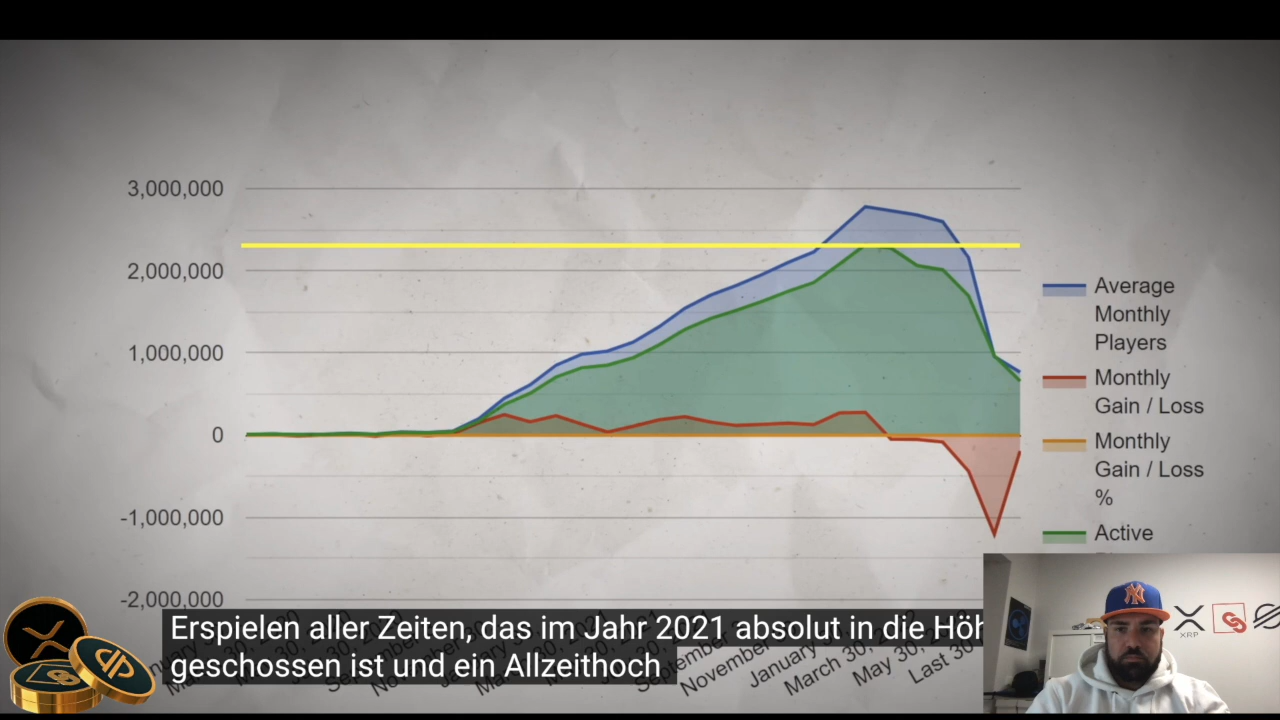 3,000,000
2,000,000
1,000,000
0
-1,000,000
-2,000,000
Average
Monthly
Players
Monthly
Gain / Loss
Monthly
Gain / Loss
%
Active
March 30,
May 30,
Last 30
Erspielen aller Zeiten, das im Jahr 2021 absolut in die Höh
geschossen ist und ein Allzeithoch
XRP